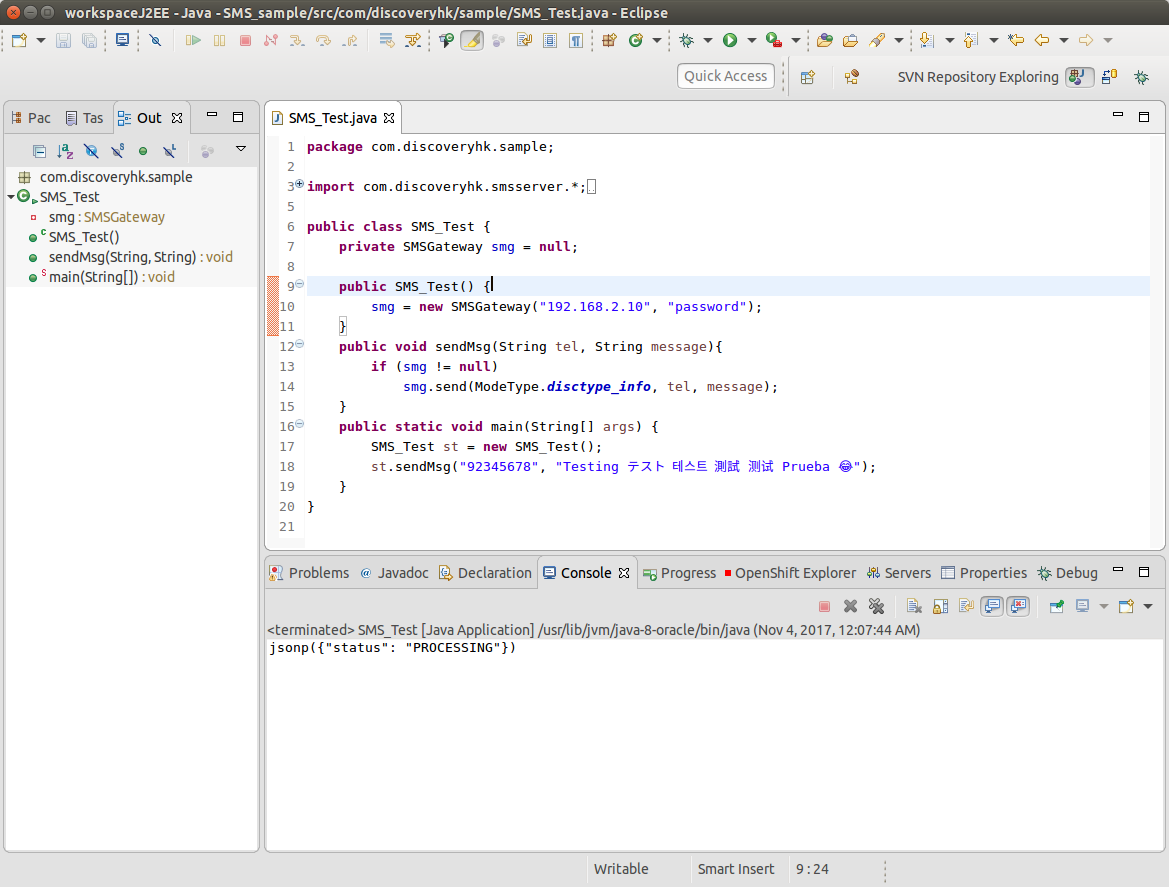 workspaceJ2EE - Java - SMS_sample/src/com/discoveryhk/sample/SMS_Test.java - Eclipse
Quick Access
SVN Repository Exploring
Pac Tas Out
com.discoveryhk.sample
SMS_Test
smg : SMSGateway
SMS_Test()
sendMsg(String, String) : void
main(String[]) : void
SMS_Test.java
1 package com.discoveryhk.sample;
2
3 import com.discoveryhk.smsserver.*;
5
6 public class SMS_Test {
7 private SMSGateway smg = null;
8
9 public SMS_Test() {
10 smg = new SMSGateway("192.168.2.10", "password");
11 }
12 public void sendMsg(String tel, String message){
13 if (smg != null)
14 smg.send(ModeType.disctype_info, tel, message);
15 }
16 public static void main(String[] args) {
17 SMS_Test st = new SMS_Test();
18 st.sendMsg("92345678", "Testing テスト 테스트 測試 测试 Prueba 😂");
19 }
20 }
21
Problems @ Javadoc Declaration Console Progress OpenShift Explorer Servers Properties Debug
<terminated> SMS_Test [Java Application] /usr/lib/jvm/java-8-oracle/bin/java (Nov 4, 2017, 12:07:44 AM)
jsonp({"status": "PROCESSING"})
Writable Smart Insert 9 : 24